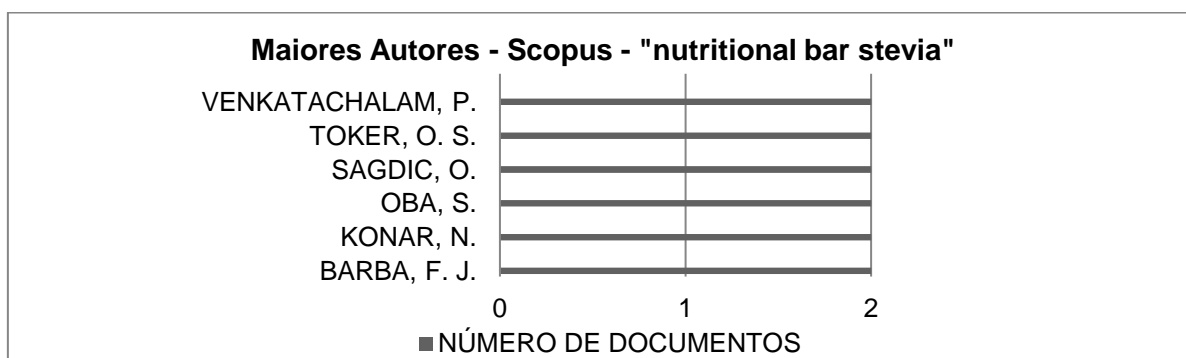 Maiores Autores - Scopus - "nutritional bar stevia"
VENKATACHALAM, P.
TOKER, O. S.
SAGDIC, O.
OBA, S.
KONAR, N.
BARBA, F. J.
0 1 2
NÚMERO DE DOCUMENTOS